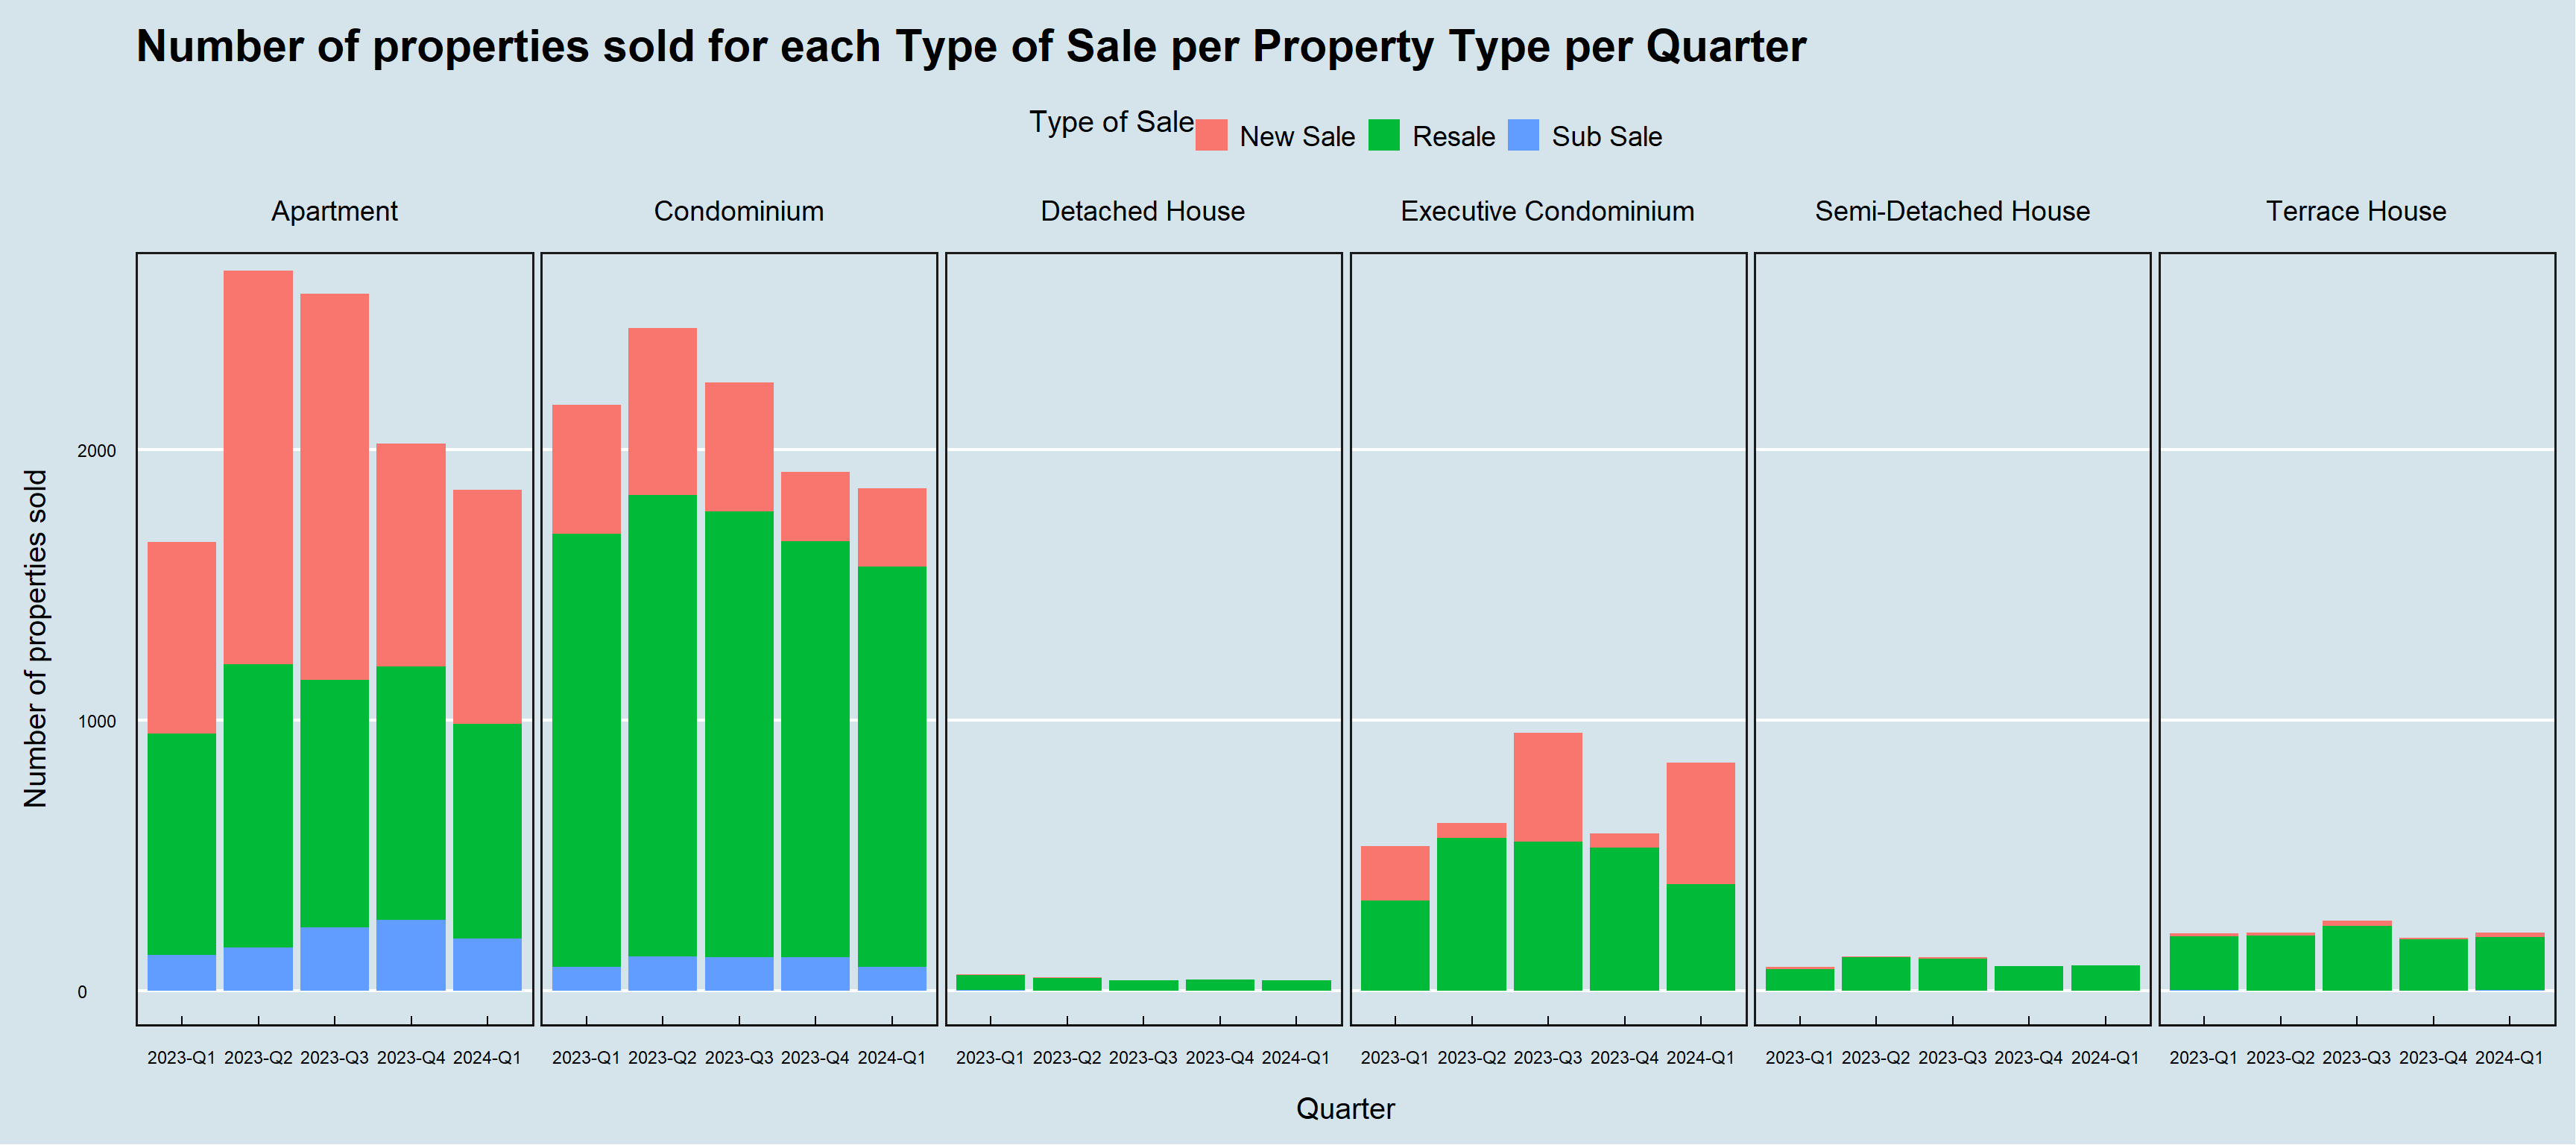 Number of properties sold for each Type of Sale per Property Type per Quarter
Type of Sale New Sale Resale Sub Sale
Apartment Condominium Detached House Executive Condominium Semi-Detached House Terrace House
Number of properties sold
2000
1000
0
2023-Q1 2023-Q2 2023-Q3 2023-Q4 2024-Q1 2023-Q1 2023-Q2 2023-Q3 2023-Q4 2024-Q1 2023-Q1 2023-Q2 2023-Q3 2023-Q4 2024-Q1 2023-Q1 2023-Q2 2023-Q3 2023-Q4 2024-Q1 2023-Q1 2023-Q2 2023-Q3 2023-Q4 2024-Q1 2023-Q1 2023-Q2 2023-Q3 2023-Q4 2024-Q1
Quarter